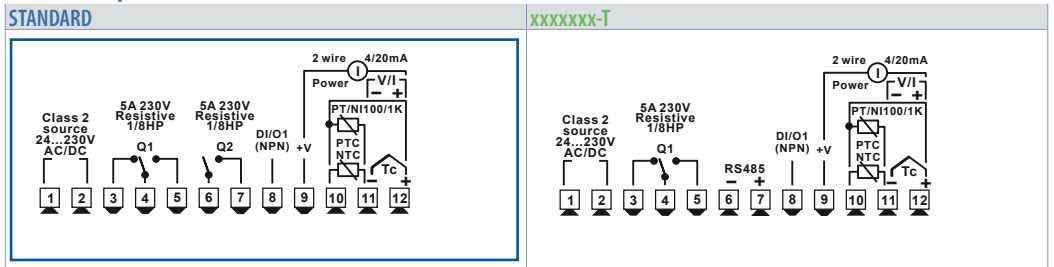 STANDARD
xxxxxxx-T
2 wire 4/20mA
I
Power V/I
- +
Class 2
source
24...230V
AC/DC
5A 230V
Resistive
1/8HP
Q1
5A 230V
Resistive
1/8HP
Q2
DI/O1
(NPN)
+V
PT/NI100/1K
PTC
NTC
Tc
- +
1 2 3 4 5 6 7 8 9 10 11 12
2 wire 4/20mA
I
Power V/I
- +
Class 2
source
24...230V
AC/DC
5A 230V
Resistive
1/8HP
Q1
RS485
- +
DI/O1
(NPN)
+V
PT/NI100/1K
PTC
NTC
Tc
- +
1 2 3 4 5 6 7 8 9 10 11 12